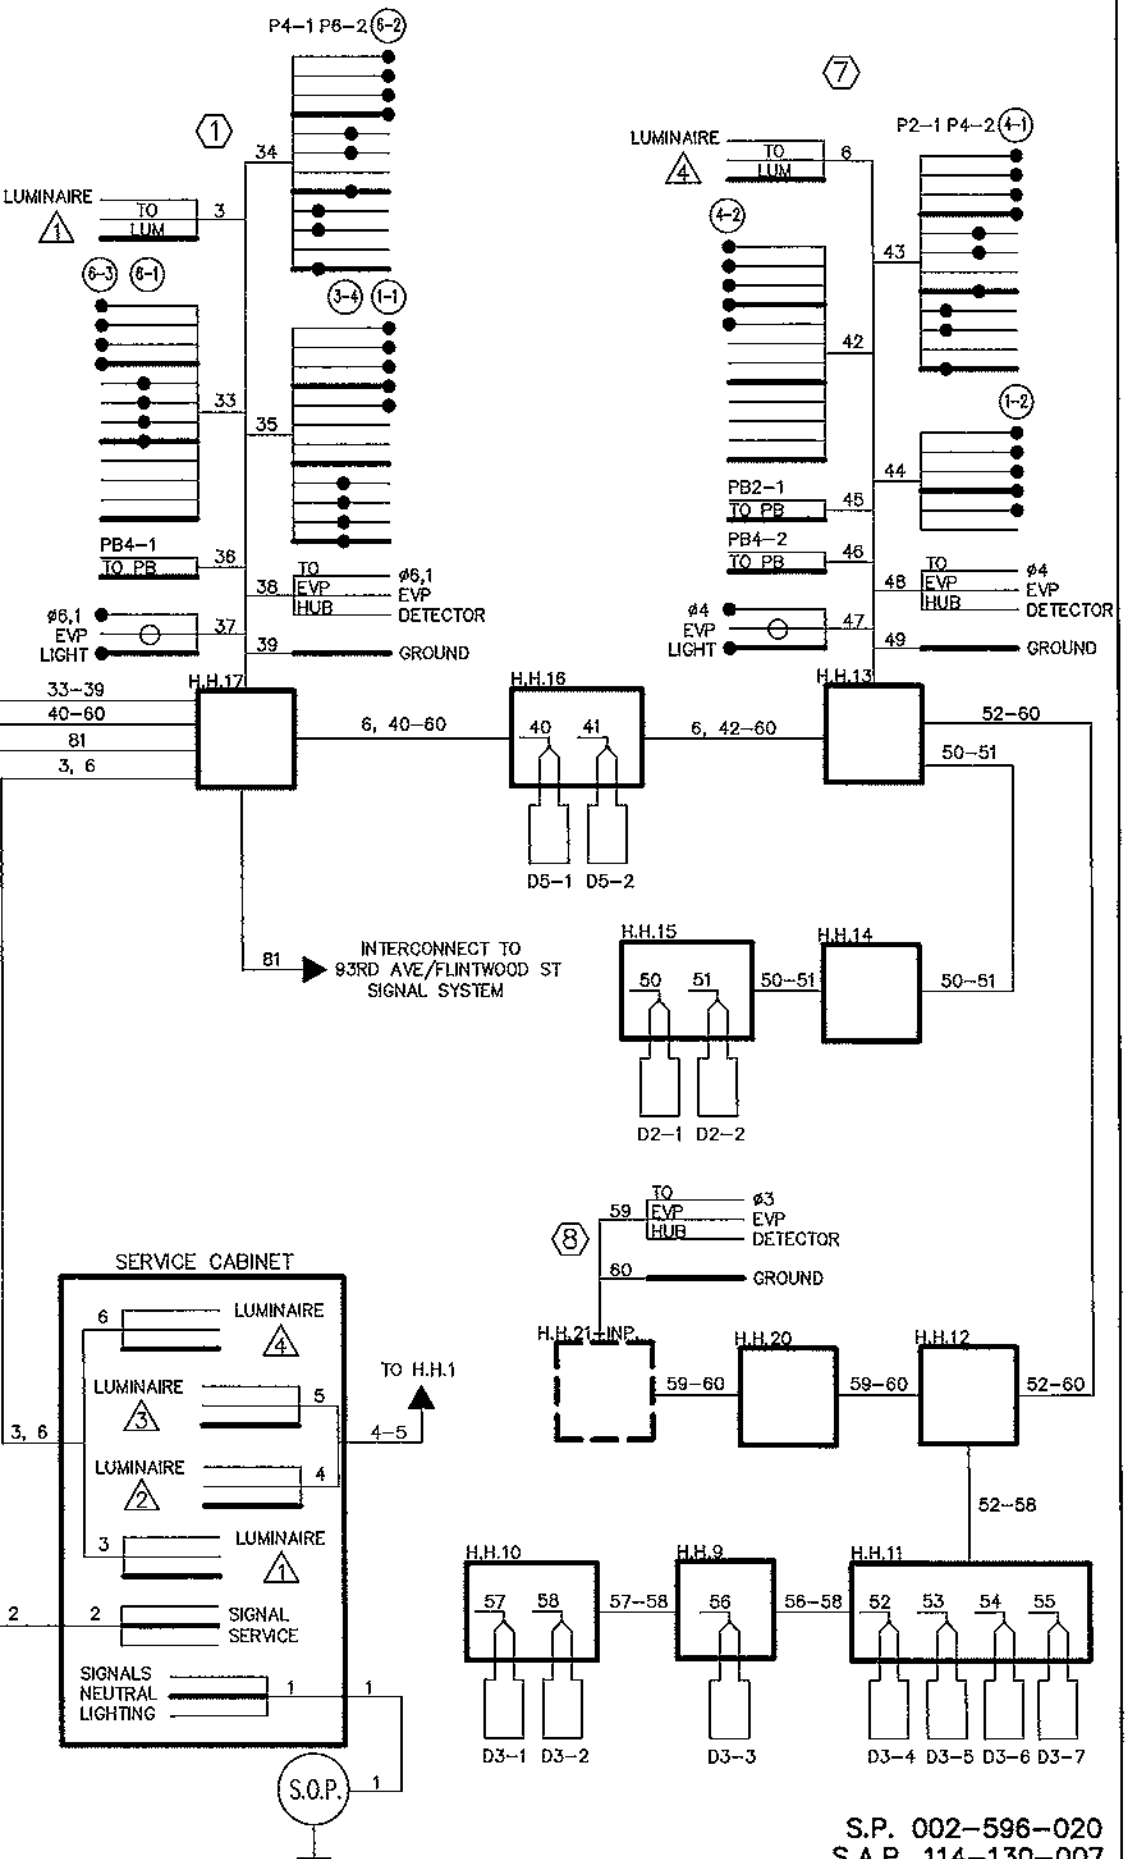 P4-1 P6-2 6-2
7
1
34
LUMINAIRE
4
TO
LUM
6
P2-1 P4-2 4-1
LUMINAIRE
1
TO
LUM
3
4-2
43
6-3 6-1
3-4 1-1
42
33
35
1-2
44
PB2-1
TO PB
45
PB4-1
TO PB
36
PB4-2
TO PB
46
38
TO
EVP
HUB
ø6,1
EVP
DETECTOR
48
TO
EVP
HUB
ø4
EVP
DETECTOR
ø6,1
EVP
LIGHT
37
ø4
EVP
LIGHT
47
39
GROUND
49
GROUND
H.H.17
H.H.16
H.H.13
33-39
40-60
81
3, 6
6, 40-60
40
41
6, 42-60
52-60
50-51
D5-1 D5-2
81
INTERCONNECT TO
93RD AVE/FLINTWOOD ST
SIGNAL SYSTEM
H.H.15
H.H.14
50
51
50-51
50-51
D2-1 D2-2
8
59
TO
EVP
HUB
ø3
EVP
DETECTOR
60
GROUND
SERVICE CABINET
6
LUMINAIRE
4
H.H.21-INP.
H.H.20
H.H.12
59-60
59-60
52-60
TO H.H.1
LUMINAIRE
3
5
3, 6
4-5
LUMINAIRE
2
4
52-58
3
LUMINAIRE
1
H.H.10
H.H.9
H.H.11
57
58
57-58
56
56-58
52
53
54
55
2
2
SIGNAL
SERVICE
SIGNALS
NEUTRAL
LIGHTING
1
1
D3-1 D3-2
D3-3
D3-4 D3-5 D3-6 D3-7
S.O.P.
1
S.P. 002-596-020
S.A.P. 114-130-007